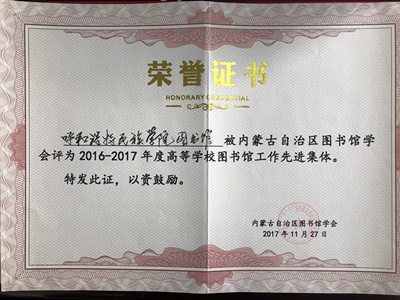 荣誉证书
HONORARY CREDENTIAL
呼和浩特民族学院图书馆 被内蒙古自治区图书馆学
会评为2016-2017年度高等学校图书馆工作先进集体。
特发此证，以资鼓励。
内蒙古自治区图书馆学会
2017年11月27日